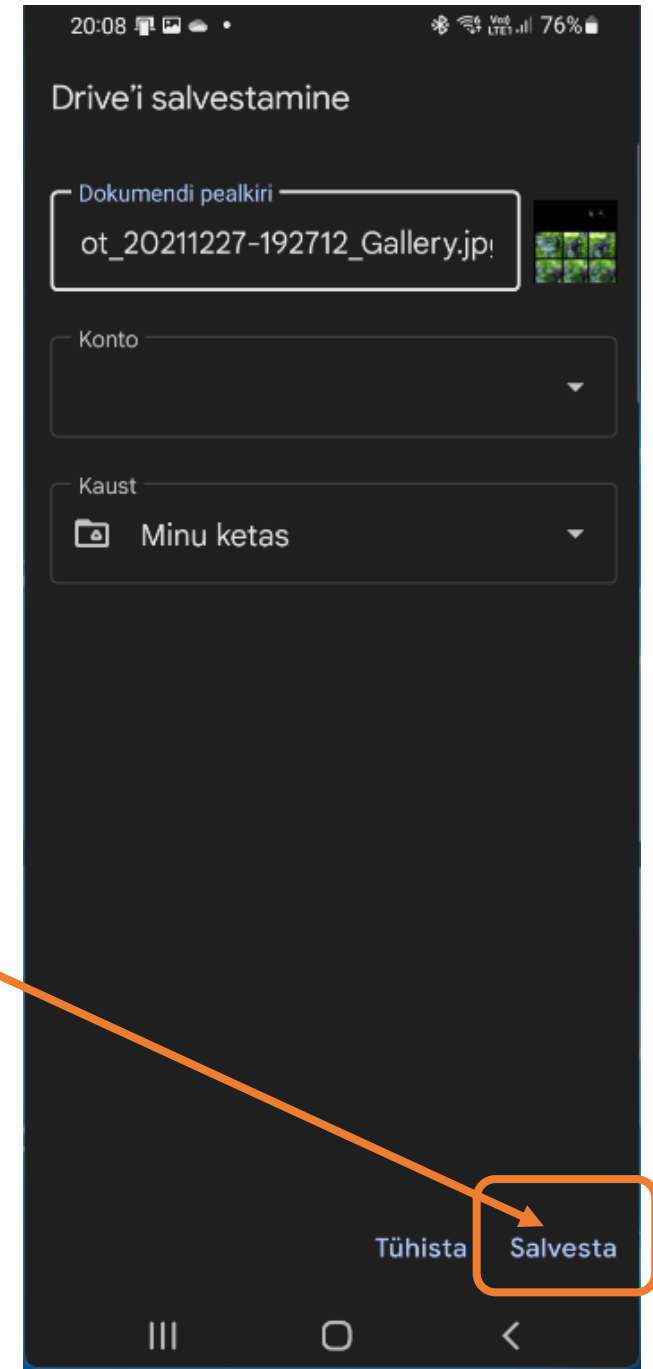 20:08 76%
Drive'i salvestamine
Dokumendi pealkiri
ot_20211227-192712_Gallery.jp
Konto
Kaust
Minu ketas
Tühista Salvesta